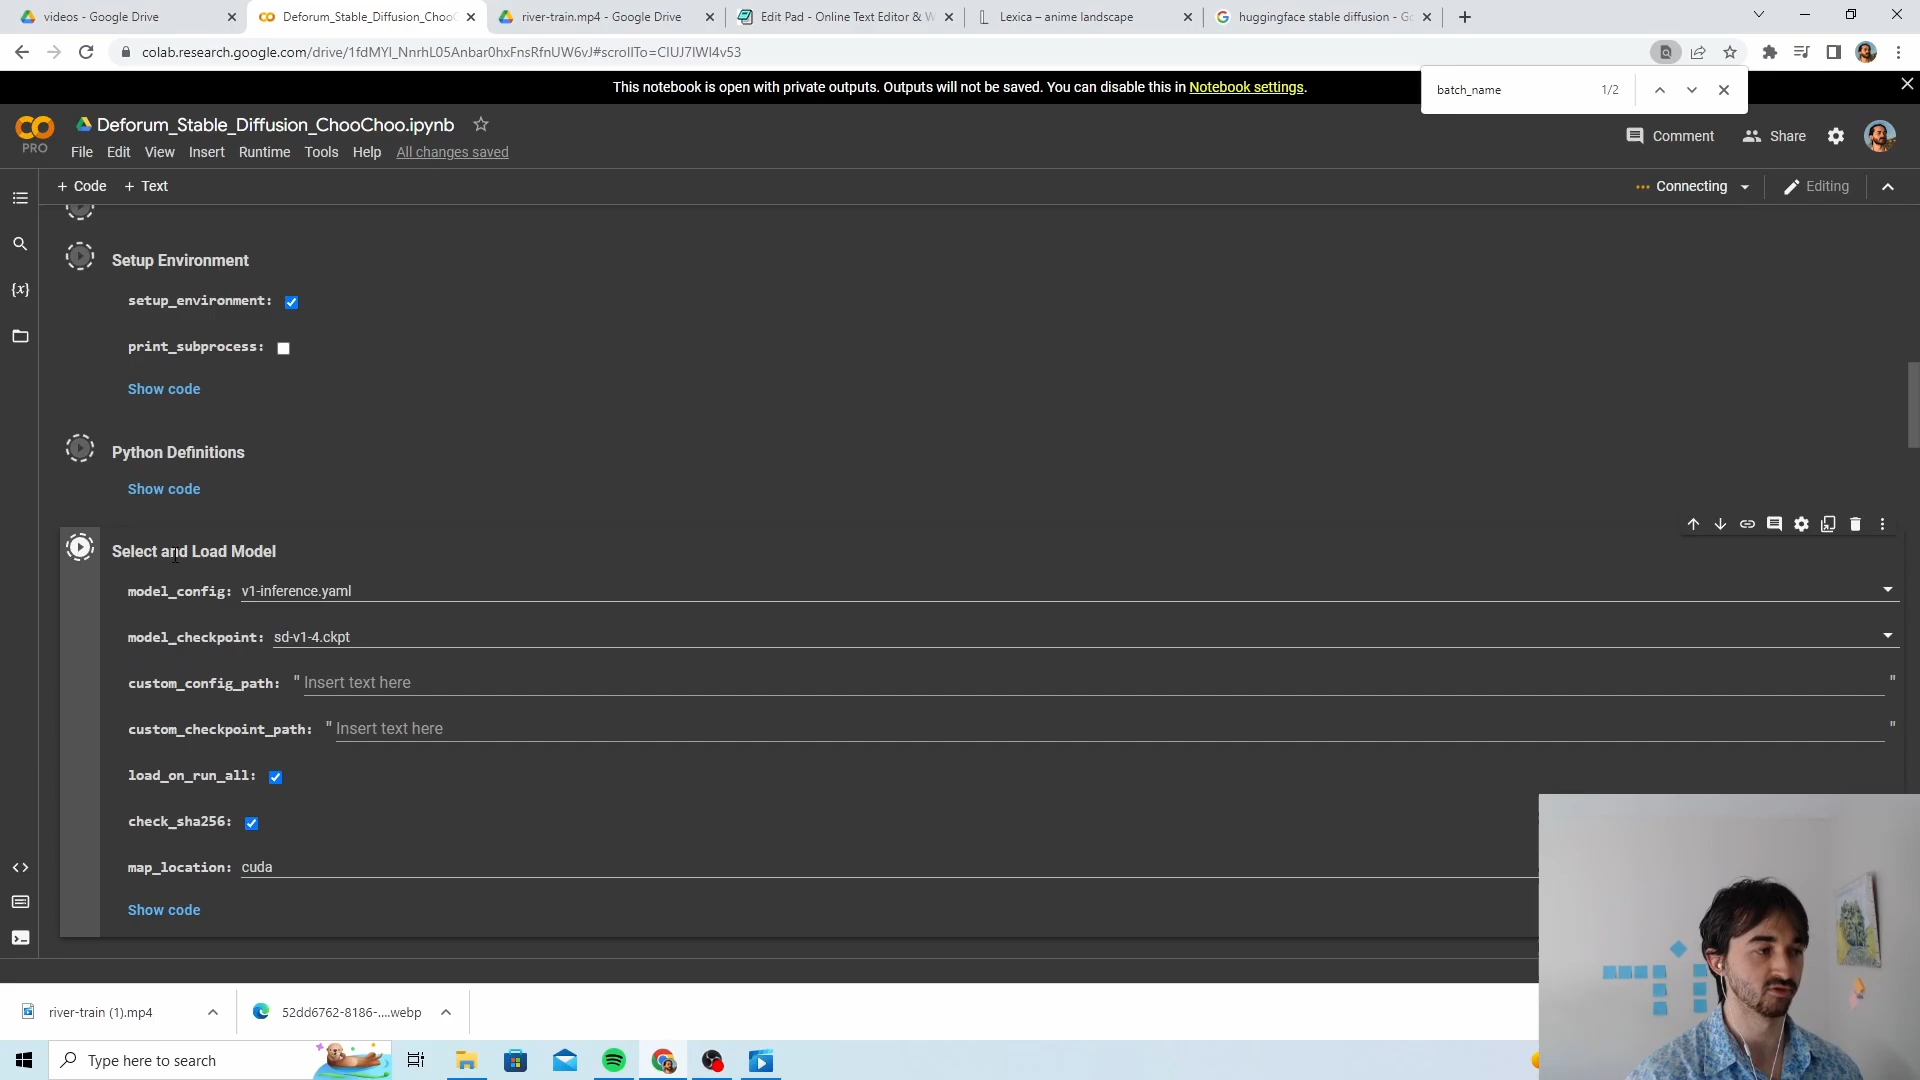 videos - Google Drive
Deforum_Stable_Diffusion_ChooC
river-train.mp4 - Google Drive
Edit Pad - Online Text Editor & W
Lexica – anime landscape
huggingface stable diffusion - Go
colab.research.google.com/drive/1fdMYl_NnrhL05Anbar0hxFnsRfnUW6vJ#scrollTo=CIUJ7lWI4v53
This notebook is open with private outputs. Outputs will not be saved. You can disable this in Notebook settings.
batch_name 1/2
Deforum_Stable_Diffusion_ChooChoo.ipynb
PRO
File Edit View Insert Runtime Tools Help All changes saved
Comment Share
+ Code + Text
Connecting Editing
Setup Environment
setup_environment:
print_subprocess:
Show code
Python Definitions
Show code
Select and Load Model
model_config: v1-inference.yaml
model_checkpoint: sd-v1-4.ckpt
custom_config_path: " Insert text here "
custom_checkpoint_path: " Insert text here "
load_on_run_all:
check_sha256:
map_location: cuda
Show code
river-train (1).mp4
52dd6762-8186-....webp
Type here to search